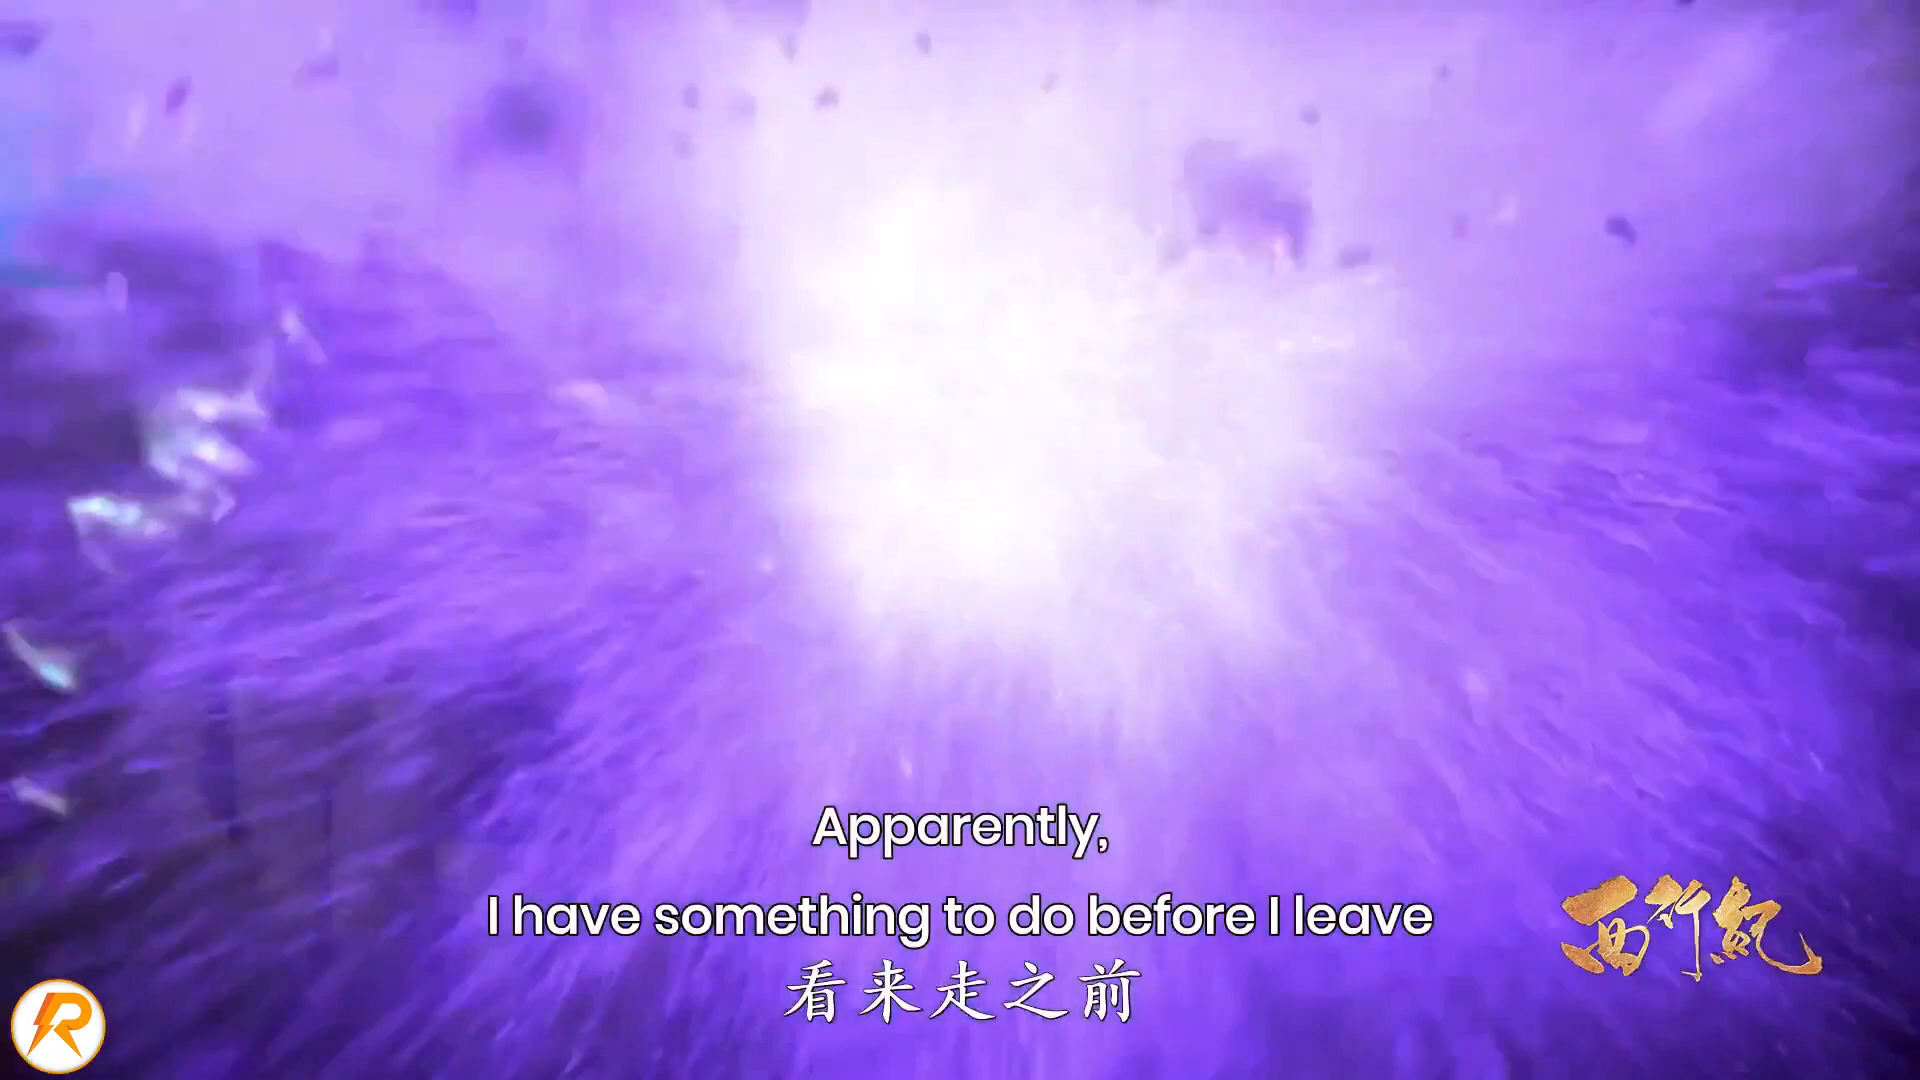 Apparently,
I have something to do before I leave
看来走之前
西行纪
R